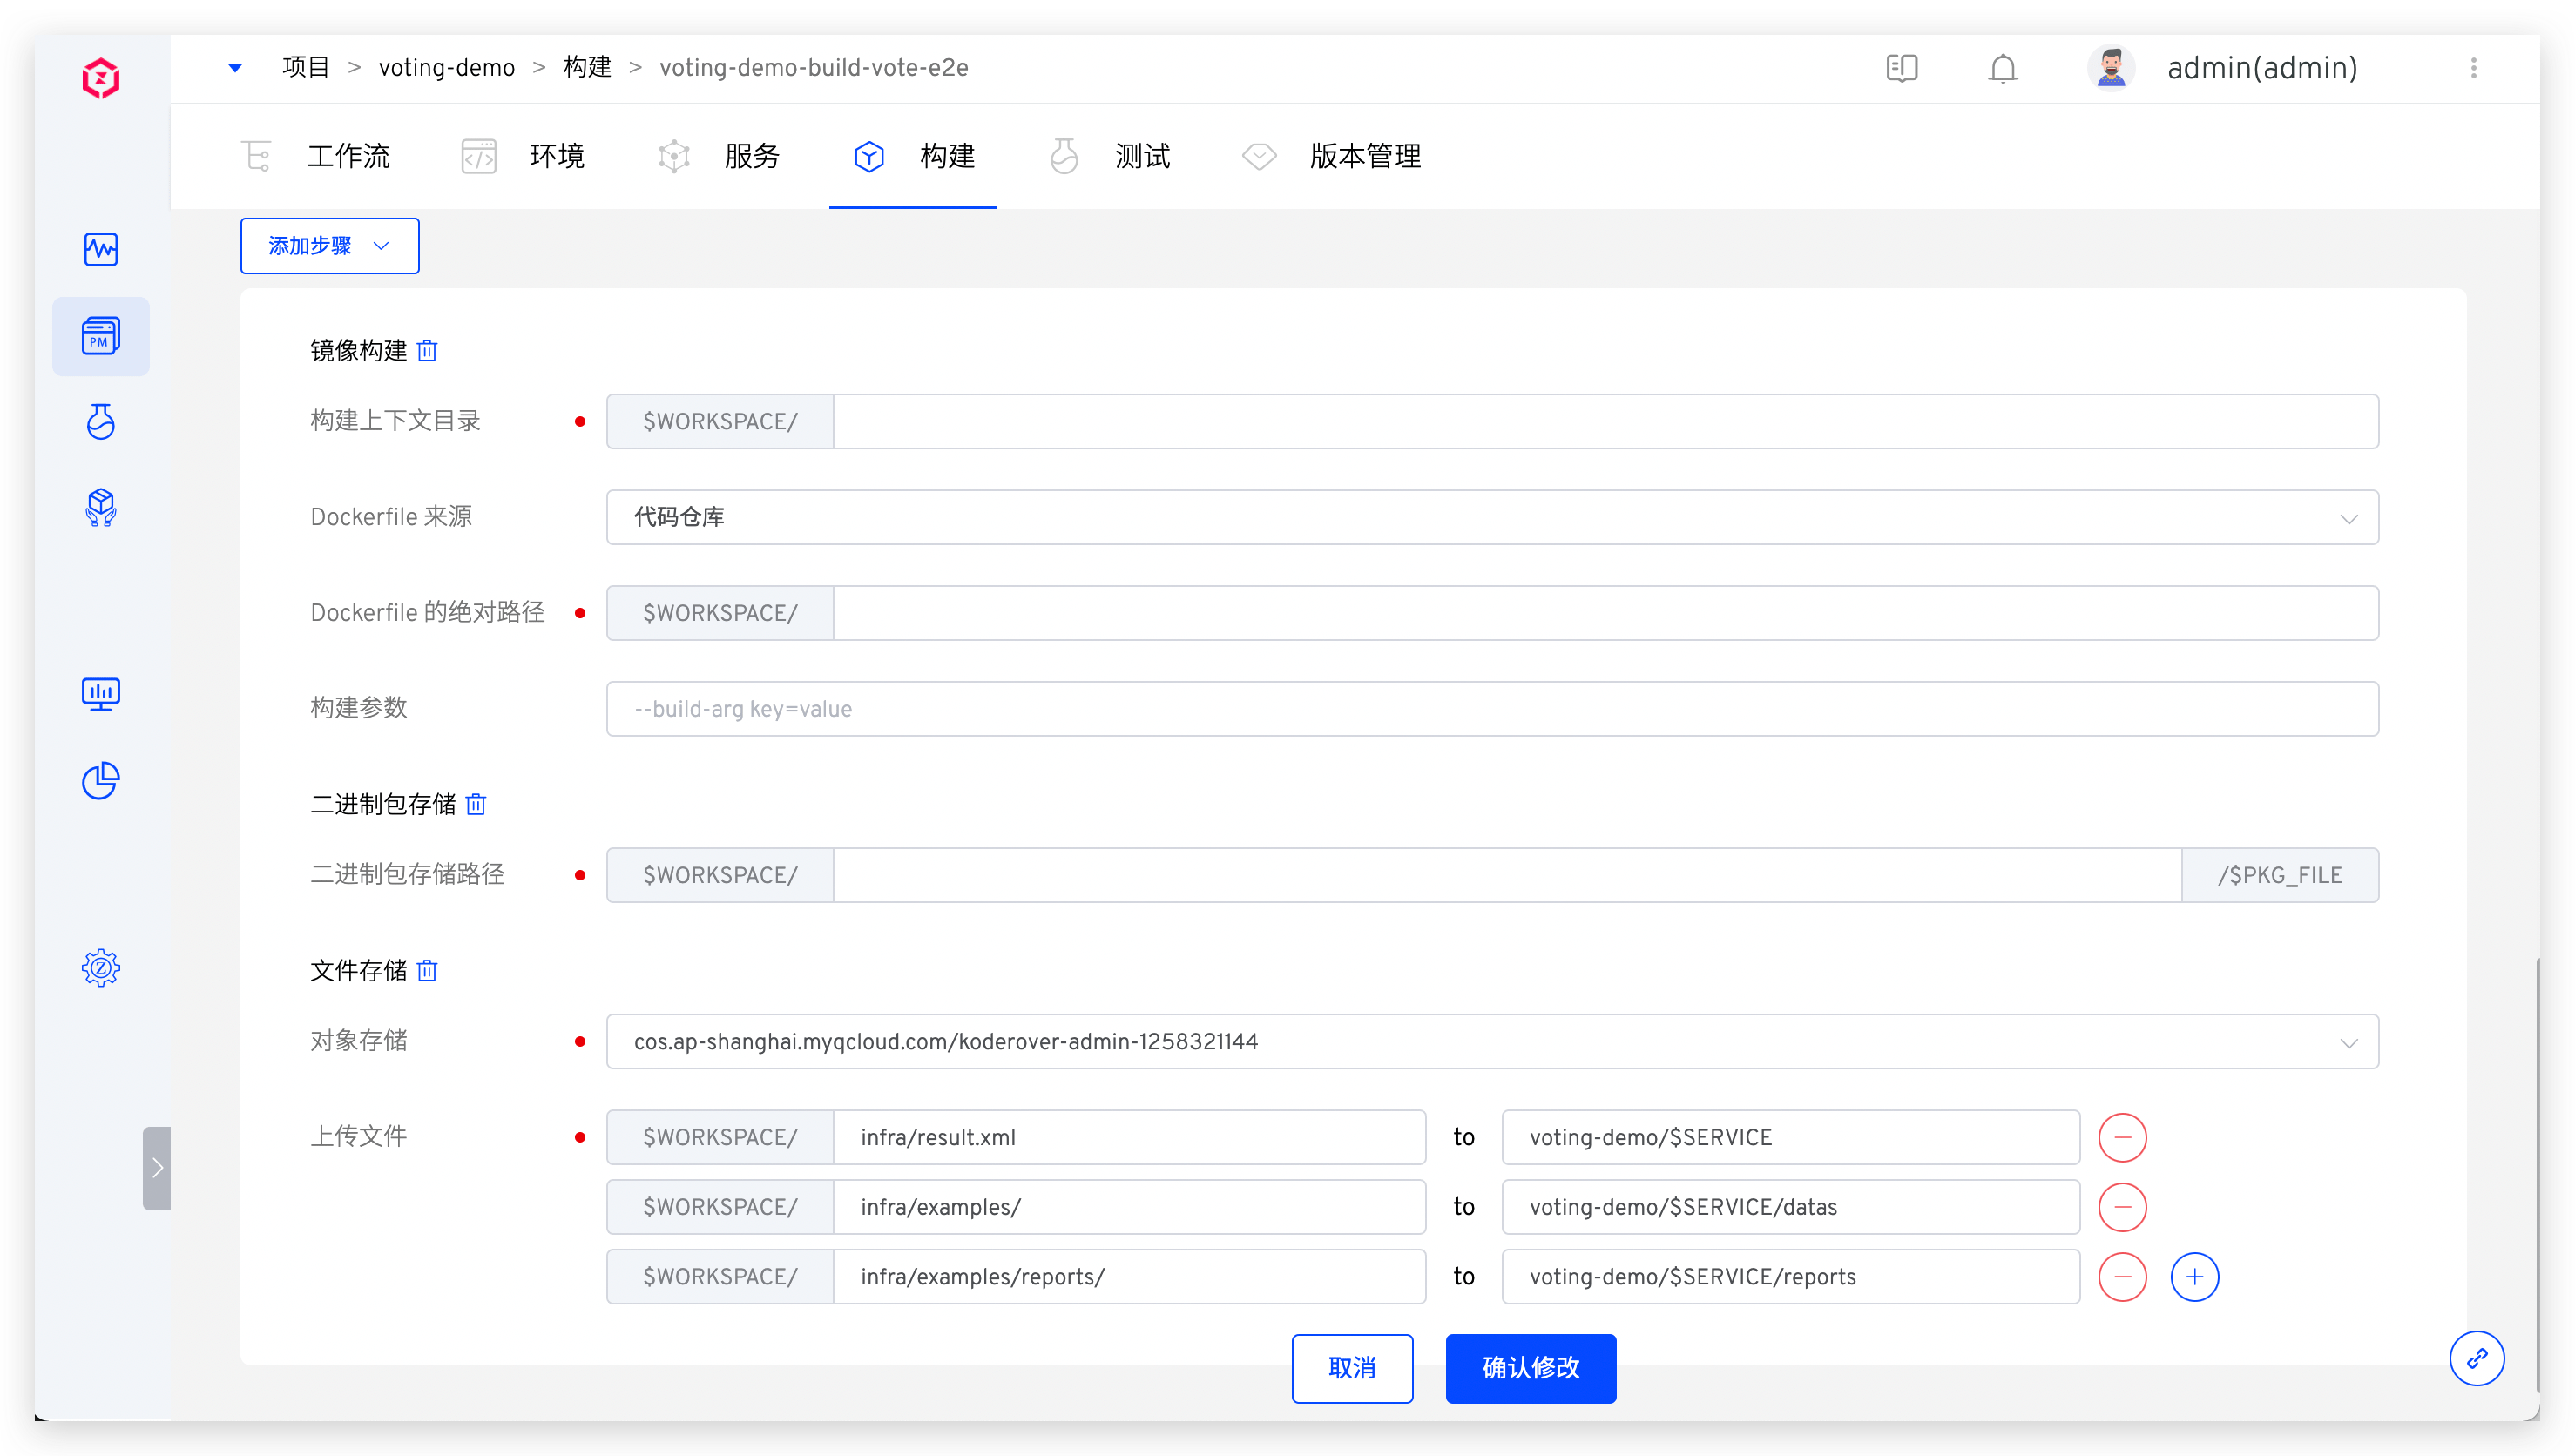 项目 > voting-demo > 构建 > voting-demo-build-vote-e2e
admin(admin)
工作流 环境 服务 构建 测试 版本管理
添加步骤
PM
镜像构建
构建上下文目录 $WORKSPACE/
Dockerfile 来源 代码仓库
Dockerfile 的绝对路径 $WORKSPACE/
构建参数 --build-arg key=value
二进制包存储
二进制包存储路径 $WORKSPACE/ /$PKG_FILE
文件存储
对象存储 cos.ap-shanghai.myqcloud.com/koderover-admin-1258321144
上传文件 $WORKSPACE/ infra/result.xml to voting-demo/$SERVICE
$WORKSPACE/ infra/examples/ to voting-demo/$SERVICE/datas
$WORKSPACE/ infra/examples/reports/ to voting-demo/$SERVICE/reports
取消 确认修改